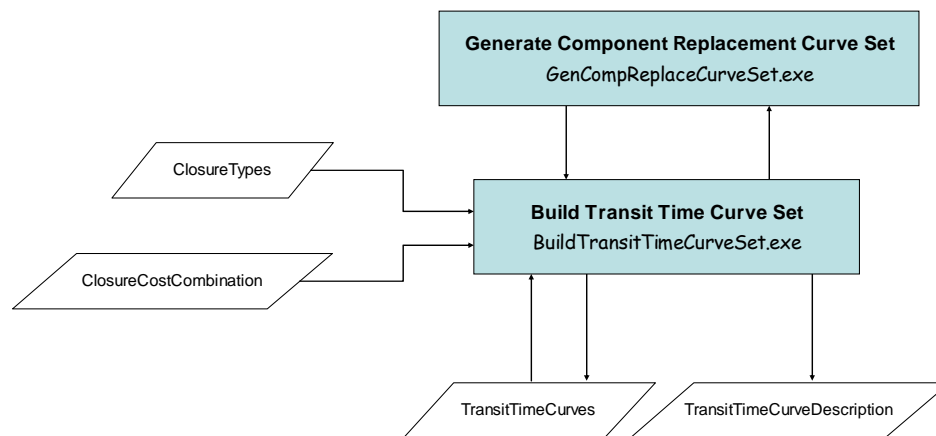 Generate Component Replacement Curve Set
GenCompReplaceCurveSet.exe
ClosureTypes
Build Transit Time Curve Set
BuildTransitTimeCurveSet.exe
ClosureCostCombination
TransitTimeCurves
TransitTimeCurveDescription